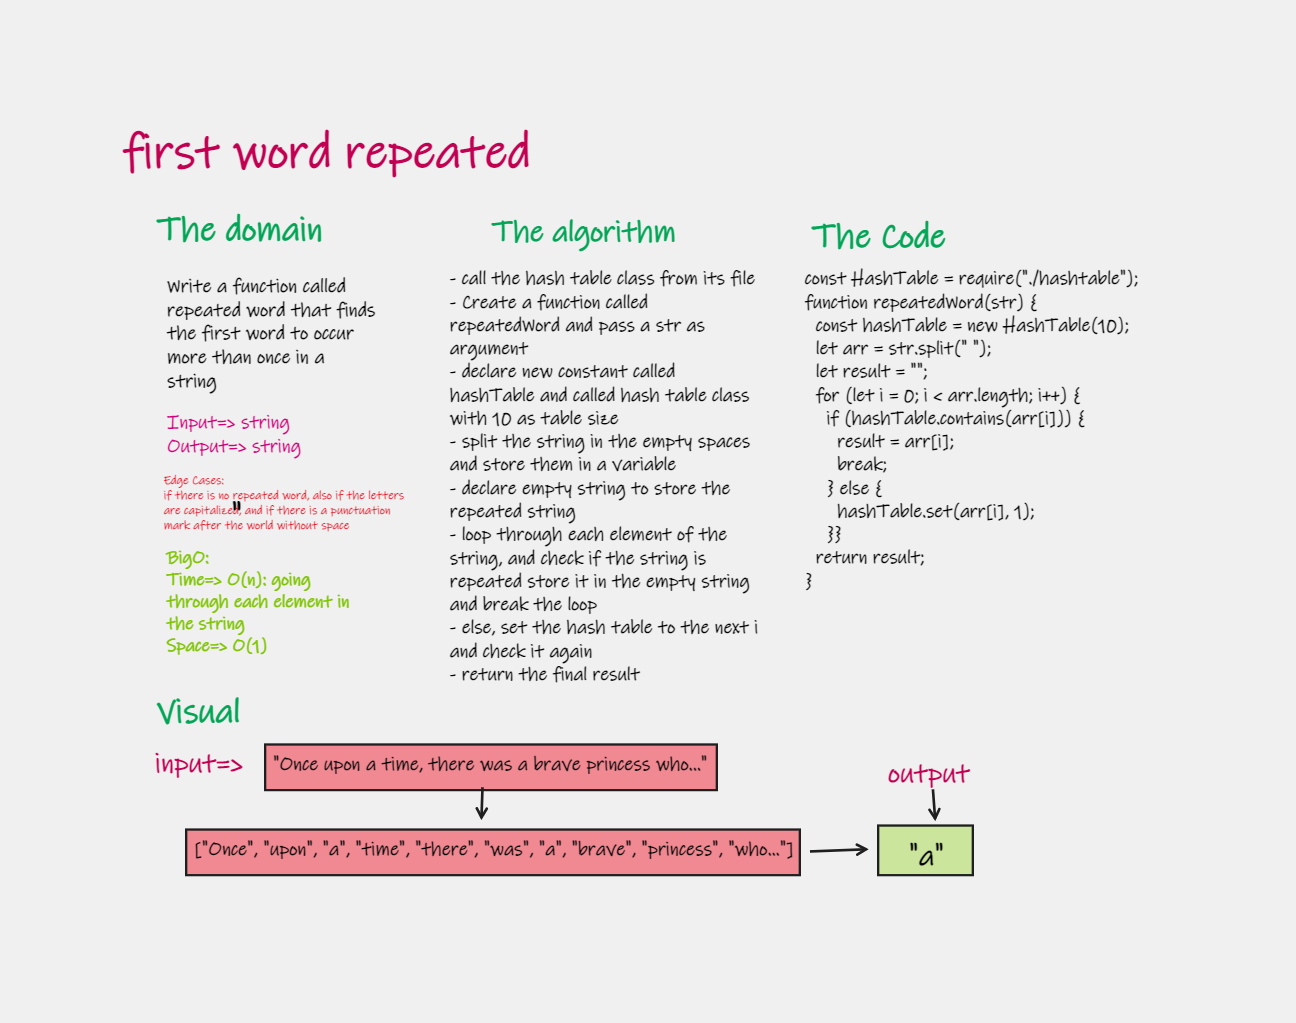 first word repeated
The domain
Write a function called
repeated word that finds
the first word to occur
more than once in a
string
Input=> string
Output=> string
Edge Cases:
if there is no repeated word, also if the letters
are capitalized, and if there is a punctuation
mark after the world without space
"
BigO:
Time=> O(n): going
through each element in
the string
Space=> O(1)
The algorithm
- call the hash table class from its file
- Create a function called
repeatedWord and pass a str as
argument
- declare new constant called
hashTable and called hash table class
with 10 as table size
- split the string in the empty spaces
and store them in a variable
- declare empty string to store the
repeated string
- loop through each element of the
string, and check if the string is
repeated store it in the empty string
and break the loop
- else, set the hash table to the next i
and check it again
- return the final result
The Code
const HashTable = require("./hashtable");
function repeatedWord(str) {
const hashTable = new HashTable(10);
let arr = str.split(" ");
let result = "";
for (let i = 0; i < arr.length; i++) {
if (hashTable.contains(arr[i])) {
result = arr[i];
break;
} else {
hashTable.set(arr[i], 1);
}}
return result;
}
Visual
input=>
"Once upon a time, there was a brave princess who..."
["Once", "upon", "a", "time", "there", "was", "a", "brave", "princess", "who..."]
output
"a"